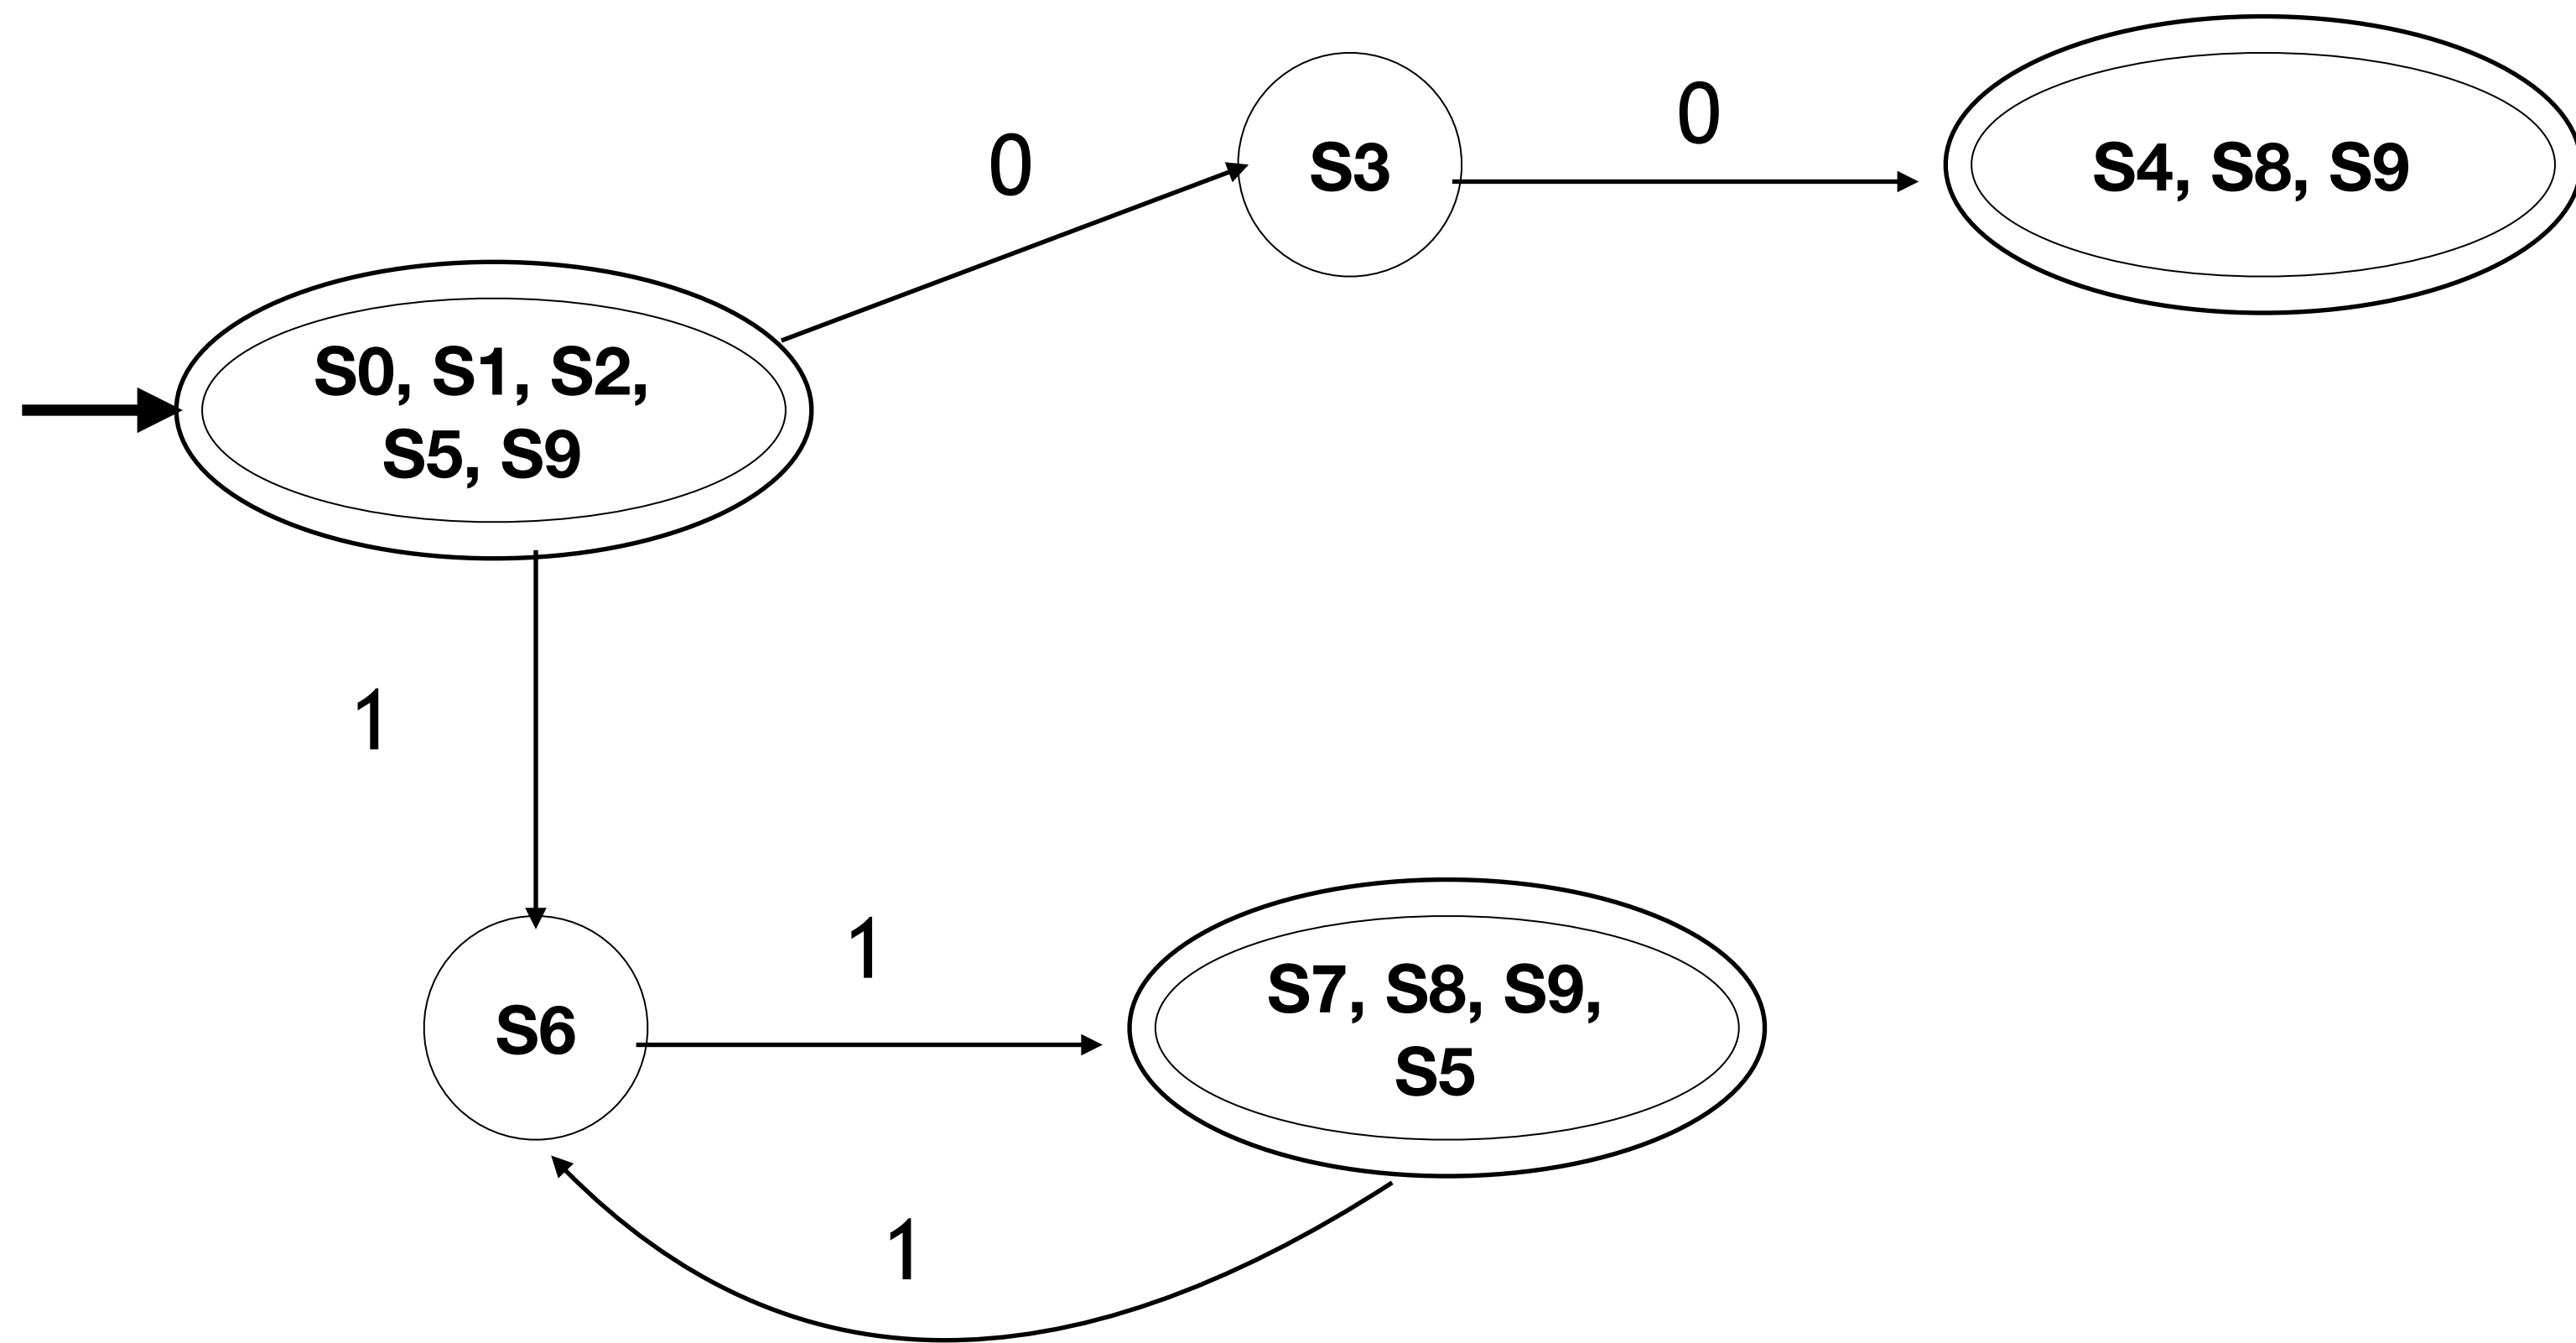 0
0
S3
S4, S8, S9
S0, S1, S2,
S5, S9
1
1
S6
S7, S8, S9,
S5
1